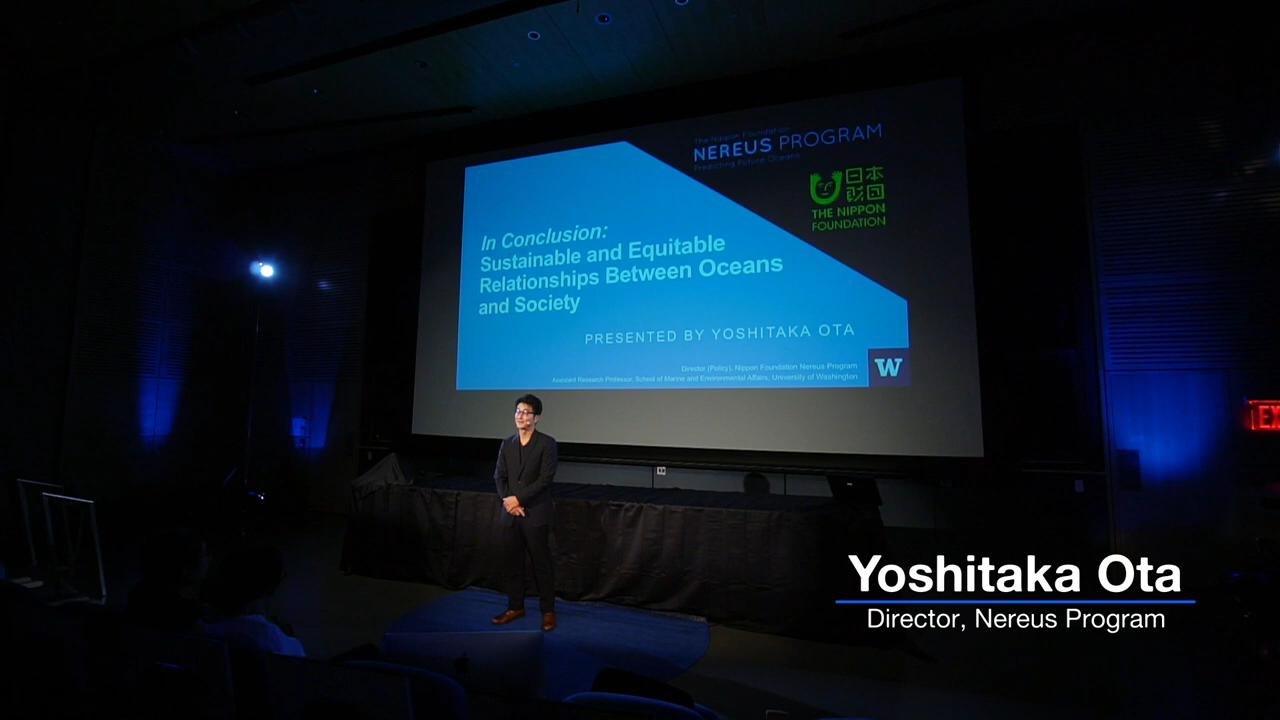 The Nippon Foundation
NEREUS PROGRAM
Predicting Future Oceans
日本
財団
THE NIPPON
FOUNDATION
In Conclusion:
Sustainable and Equitable
Relationships Between Oceans
and Society
PRESENTED BY YOSHITAKA OTA
Director (Policy), Nippon Foundation Nereus Program
Assistant Research Professor, School of Marine and Environmental Affairs, University of Washington
W
EX
Yoshitaka Ota
Director, Nereus Program